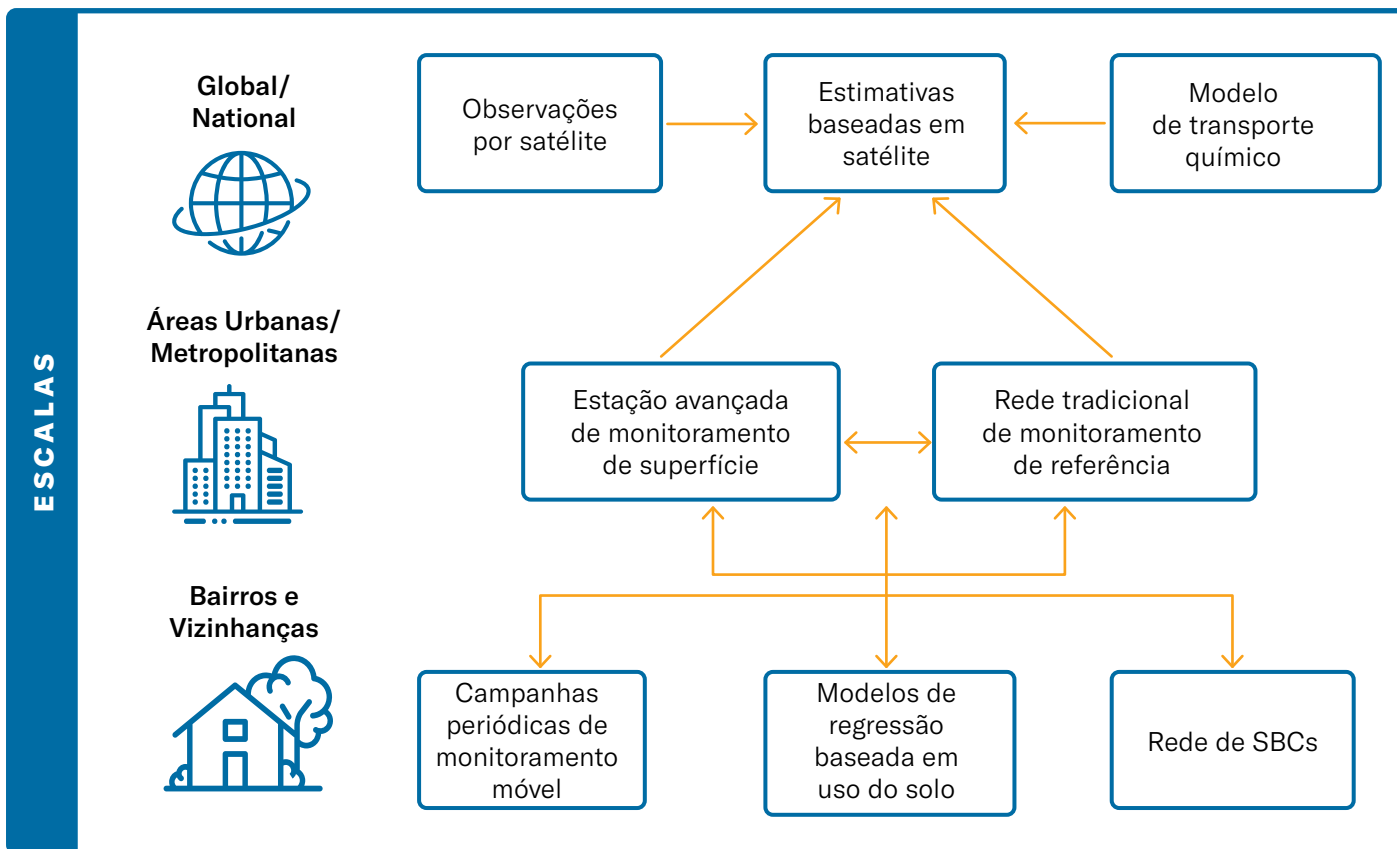 ESCALAS
Global/
National
Observações
por satélite
Estimativas
baseadas em
satélite
Modelo
de transporte
químico
Áreas Urbanas/
Metropolitanas
Estação avançada
de monitoramento
de superfície
Rede tradicional
de monitoramento
de referência
Bairros e
Vizinhanças
Campanhas
periódicas de
monitoramento
móvel
Modelos de
regressão
baseada em
uso do solo
Rede de SBCs